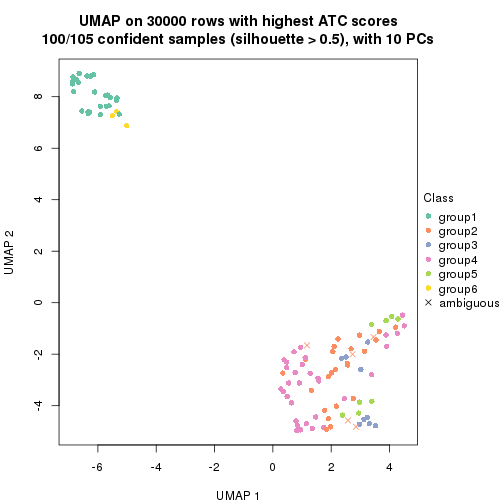 UMAP on 30000 rows with highest ATC scores
100/105 confident samples (silhouette > 0.5), with 10 PCs
8
6
4
2
0
-2
-4
UMAP 2
-6
-4
-2
0
2
4
UMAP 1
Class
group1
group2
group3
group4
group5
group6
ambiguous